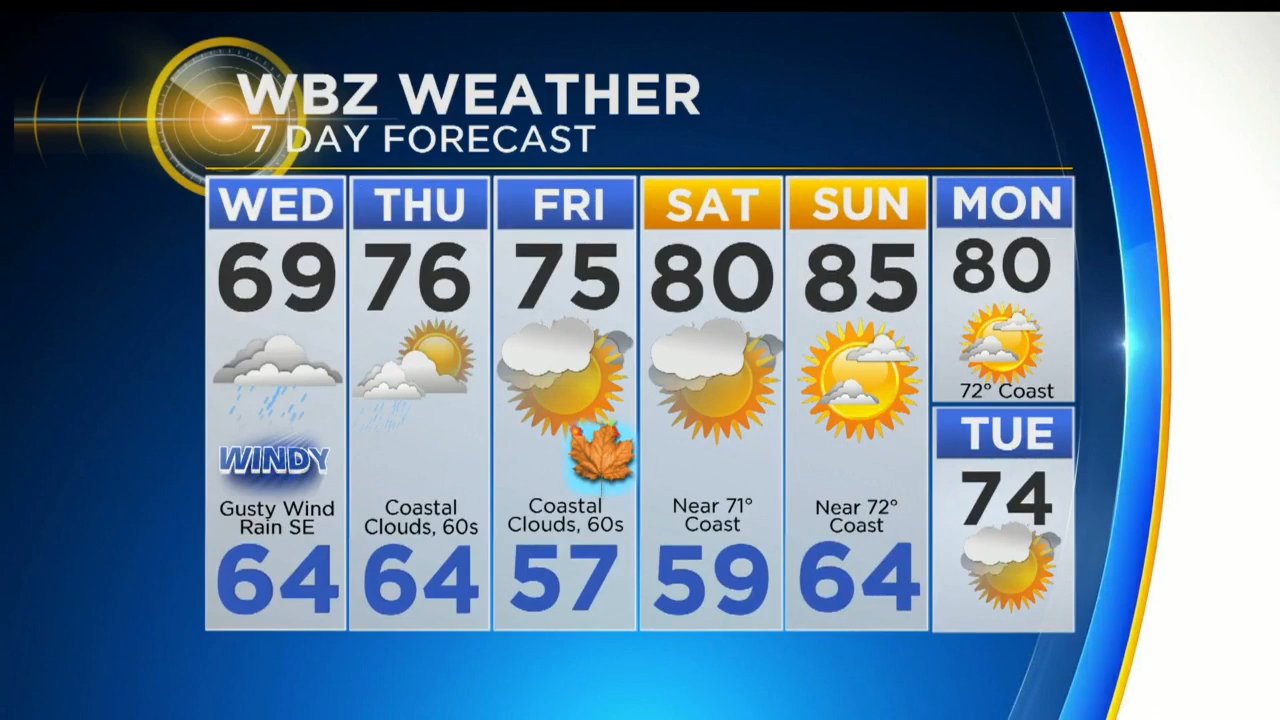 WBZ WEATHER
7 DAY FORECAST
WED
69
WINDY
Gusty Wind
Rain SE
64
THU
76
Coastal
Clouds, 60s
64
FRI
75
Coastal
Clouds, 60s
57
SAT
80
Near 71°
Coast
59
SUN
85
Near 72°
Coast
64
MON
80
72° Coast
TUE
74